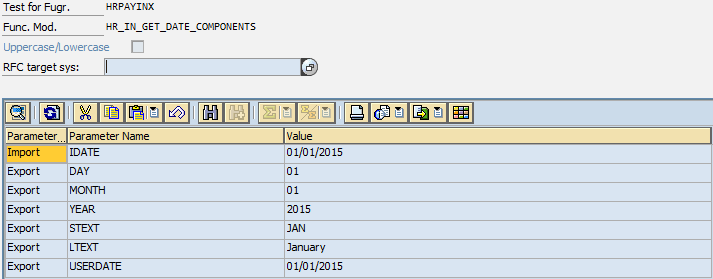 Test for Fugr. HRPAYINX
Func. Mod. HR_IN_GET_DATE_COMPONENTS
Uppercase/Lowercase
RFC target sys:
Parameter ... Parameter Name Value
Import IDATE 01/01/2015
Export DAY 01
Export MONTH 01
Export YEAR 2015
Export STEXT JAN
Export LTEXT January
Export USERDATE 01/01/2015